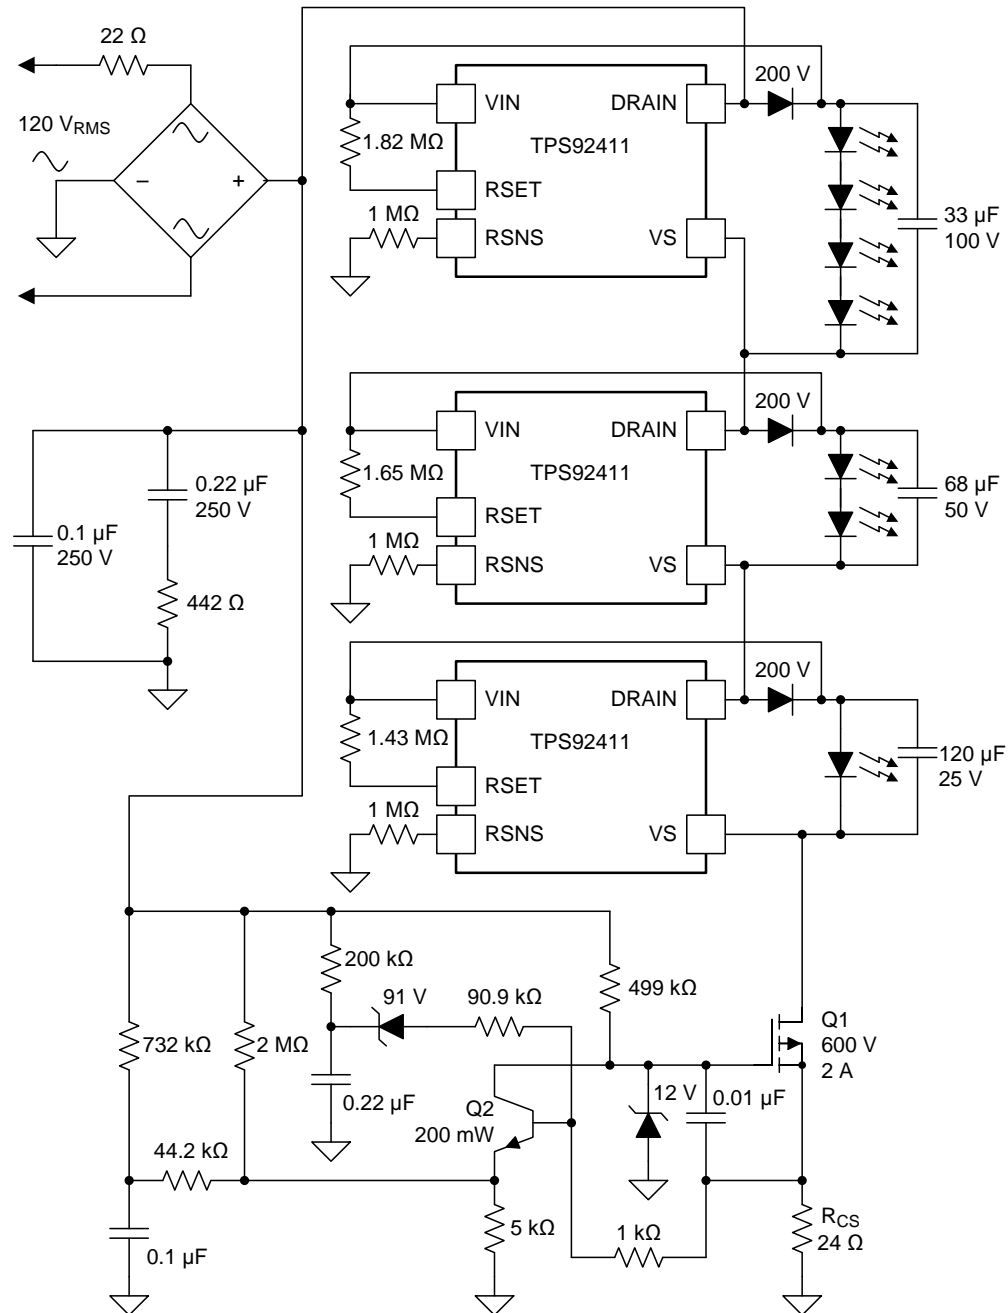 22 Ω
120 VRMS
−
+
0.1 µF
250 V
0.22 µF
250 V
442 Ω
VIN
DRAIN
TPS92411
RSET
RSNS
VS
1.82 MΩ
1 MΩ
200 V
33 µF
100 V
VIN
DRAIN
TPS92411
RSET
RSNS
VS
1.65 MΩ
1 MΩ
200 V
68 µF
50 V
VIN
DRAIN
TPS92411
RSET
RSNS
VS
1.43 MΩ
1 MΩ
200 V
120 µF
25 V
732 kΩ
2 MΩ
200 kΩ
91 V
90.9 kΩ
499 kΩ
0.22 µF
Q2
200 mW
12 V
0.01 µF
Q1
600 V
2 A
44.2 kΩ
0.1 µF
5 kΩ
1 kΩ
RCS
24 Ω